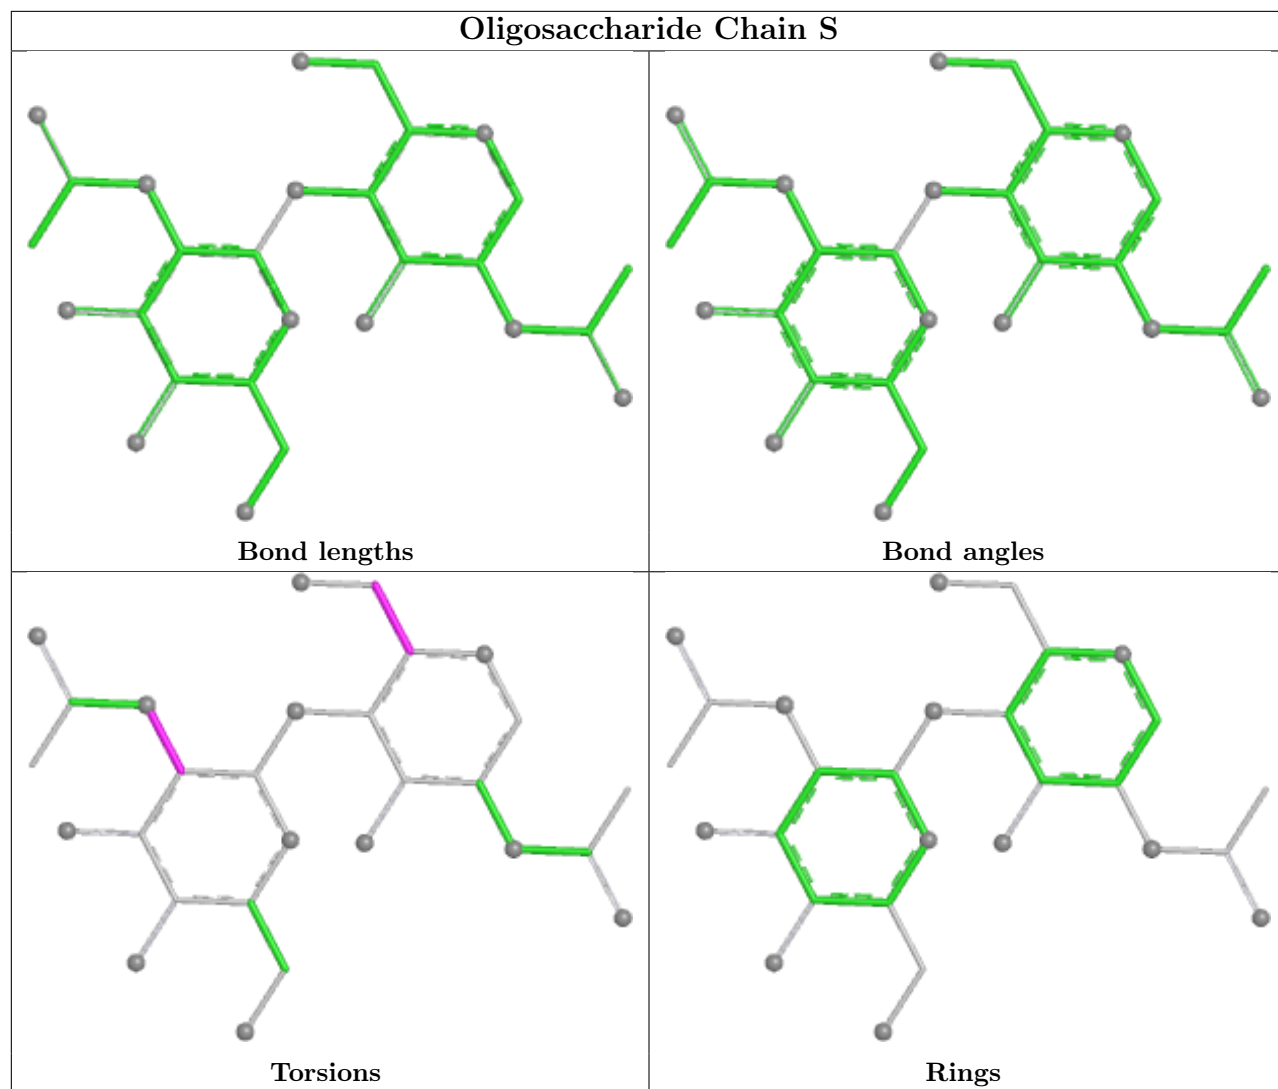 Oligosaccharide Chain S
Bond lengths
Bond angles
Torsions
Rings